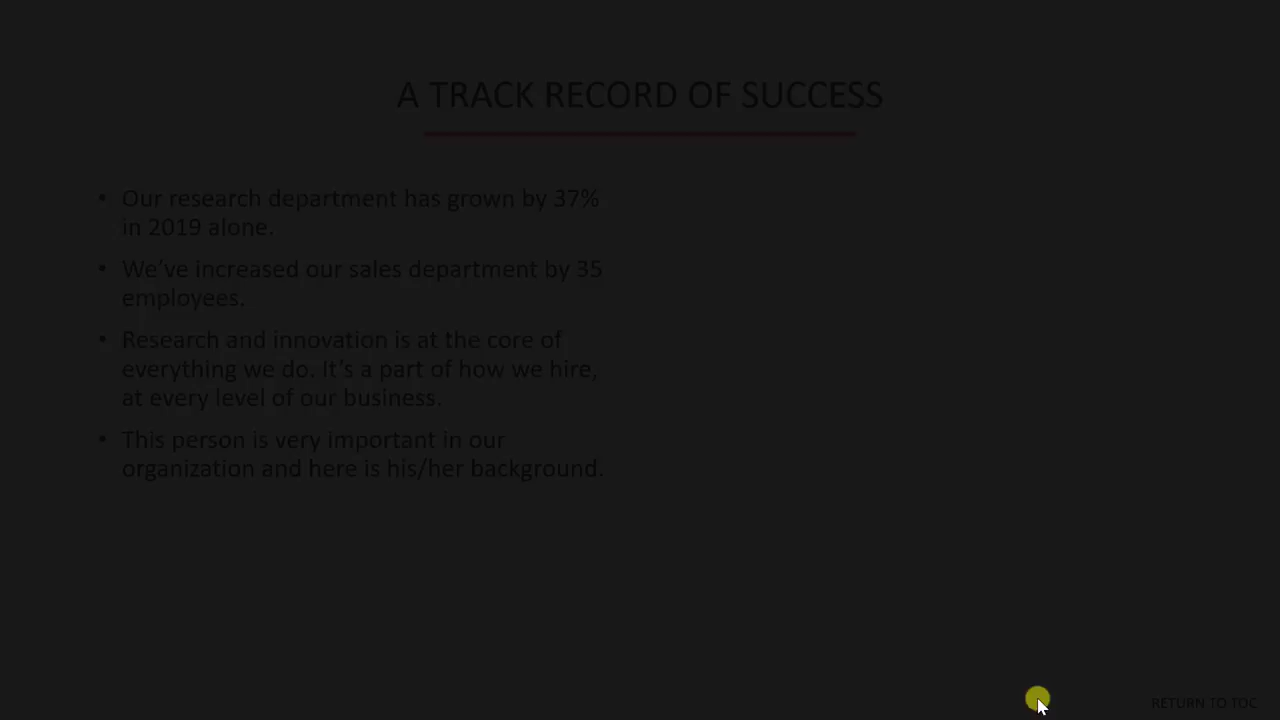 A TRACK RECORD OF SUCCESS
• Our research department has grown by 37%
in 2019 alone.
• We've increased our sales department by 35
employees.
• Research and innovation is at the core of
everything we do. It's a part of how we hire,
at every level of our business.
• This person is very important in our
organization and here is his/her background.
RETURN TO TOC